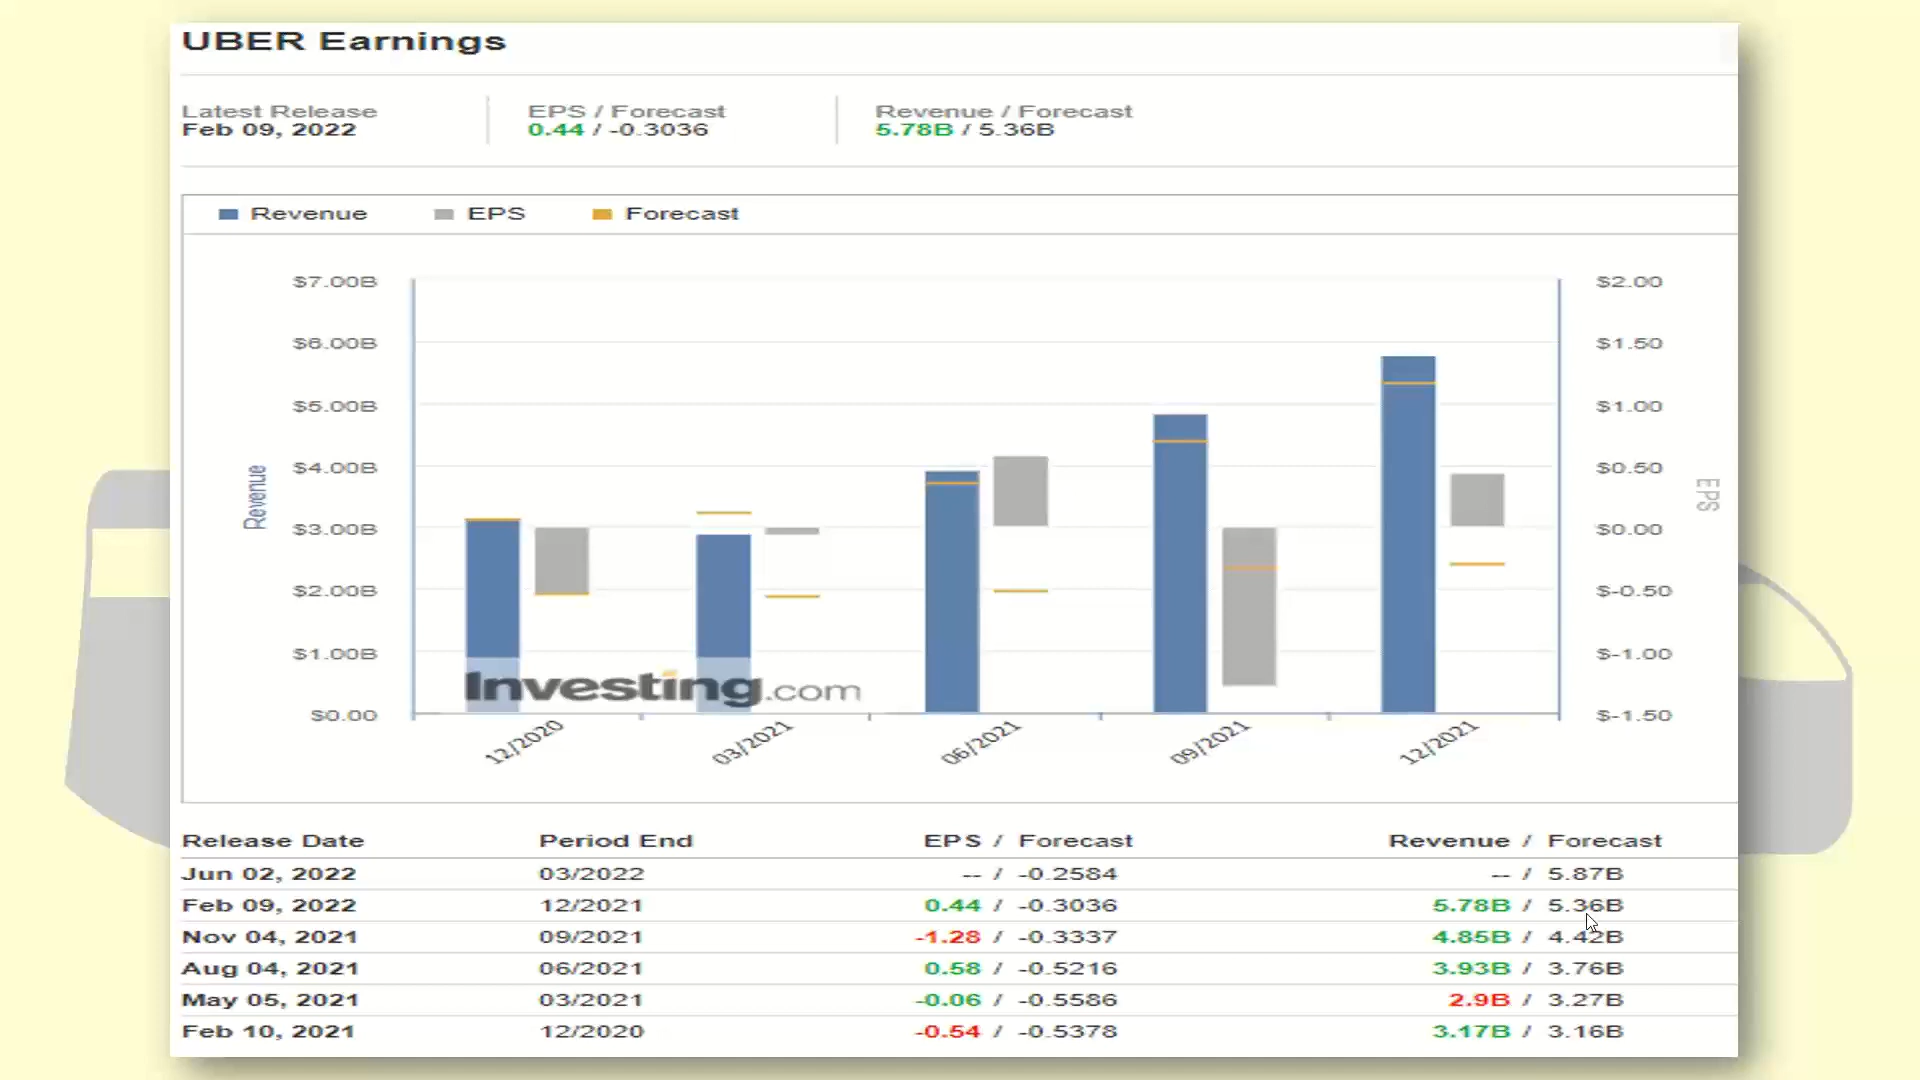 UBER Earnings
Latest Release EPS / Forecast Revenue / Forecast
Feb 09, 2022 0.44 / -0.3036 5.78B / 5.36B
Revenue EPS Forecast
$7.00B $2.00
$6.00B $1.50
$5.00B $1.00
$4.00B $0.50
Revenue EPS
$3.00B $0.00
$2.00B $-0.50
$1.00B $-1.00
Investing.com
$0.00 $-1.50
12/2020 03/2021 06/2021 09/2021 12/2021
Release Date Period End EPS / Forecast Revenue / Forecast
Jun 02, 2022 03/2022 -- / -0.2584 -- / 5.87B
Feb 09, 2022 12/2021 0.44 / -0.3036 5.78B / 5.36B
Nov 04, 2021 09/2021 -1.28 / -0.3337 4.85B / 4.42B
Aug 04, 2021 06/2021 0.58 / -0.5216 3.93B / 3.76B
May 05, 2021 03/2021 -0.06 / -0.5586 2.9B / 3.27B
Feb 10, 2021 12/2020 -0.54 / -0.5378 3.17B / 3.16B